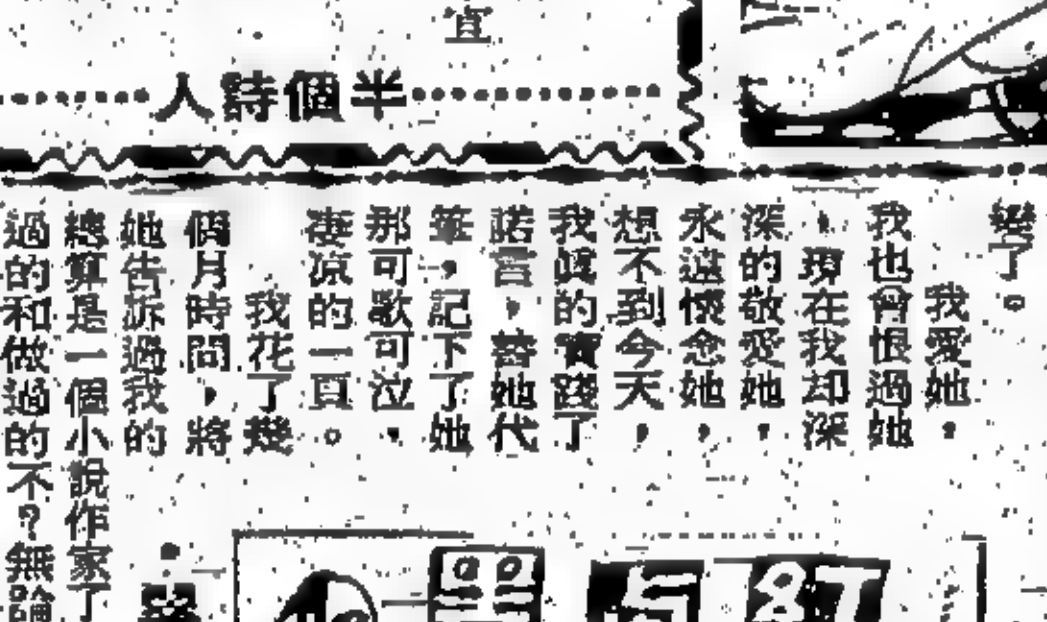 宜
人詩個半
變了。
我愛她，
我也曾恨過她
，現在我却深
深的敬愛她，
永遠懷念她，
想不到今天，
我眞的實踐了
諾言，替她代
筆，記下了她
那可歌可泣，
凄凉的一頁。
我花了幾
個月時間，將
她告訴過我的
總算是一個小說作家了
過的和做過的不？無論